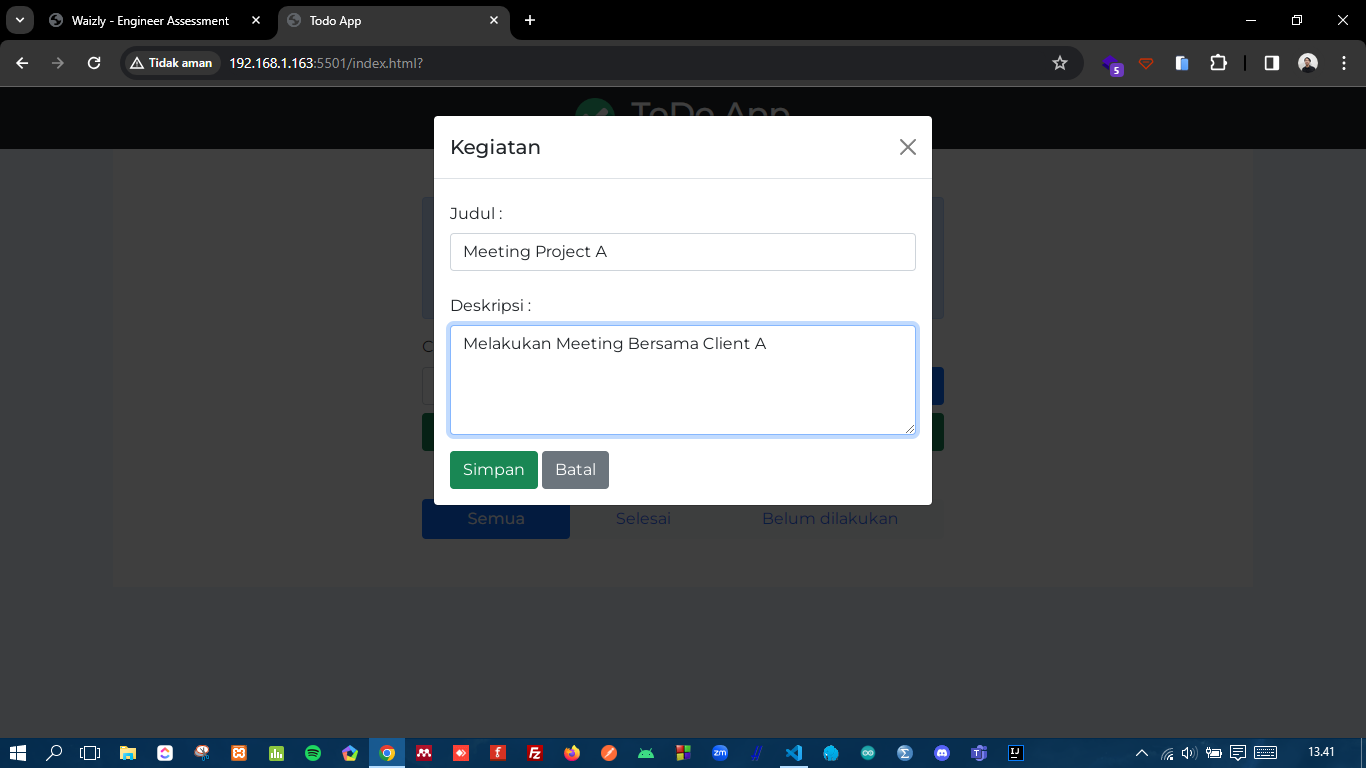 Waizly - Engineer Assessment
Todo App
Tidak aman
192.168.1.163:5501/index.html?
5
ToDo App
Kegiatan
Judul :
Meeting Project A
Deskripsi :
Melakukan Meeting Bersama Client A
C
Simpan
Batal
Semua
Selesai
Belum dilakukan
zm
13.41